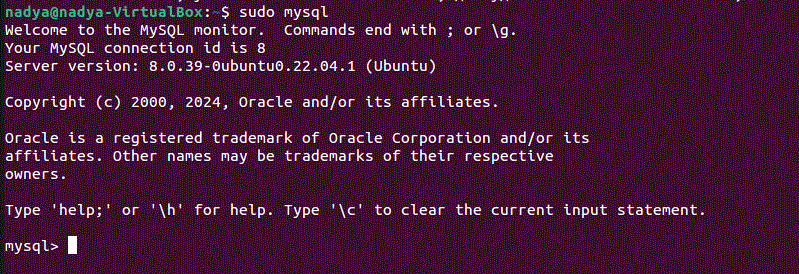 nadya@nadya-VirtualBox:~$ sudo mysql
Welcome to the MySQL monitor.  Commands end with ; or \g.
Your MySQL connection id is 8
Server version: 8.0.39-0ubuntu0.22.04.1 (Ubuntu)

Copyright (c) 2000, 2024, Oracle and/or its affiliates.

Oracle is a registered trademark of Oracle Corporation and/or its
affiliates. Other names may be trademarks of their respective
owners.

Type 'help;' or '\h' for help. Type '\c' to clear the current input statement.

mysql>